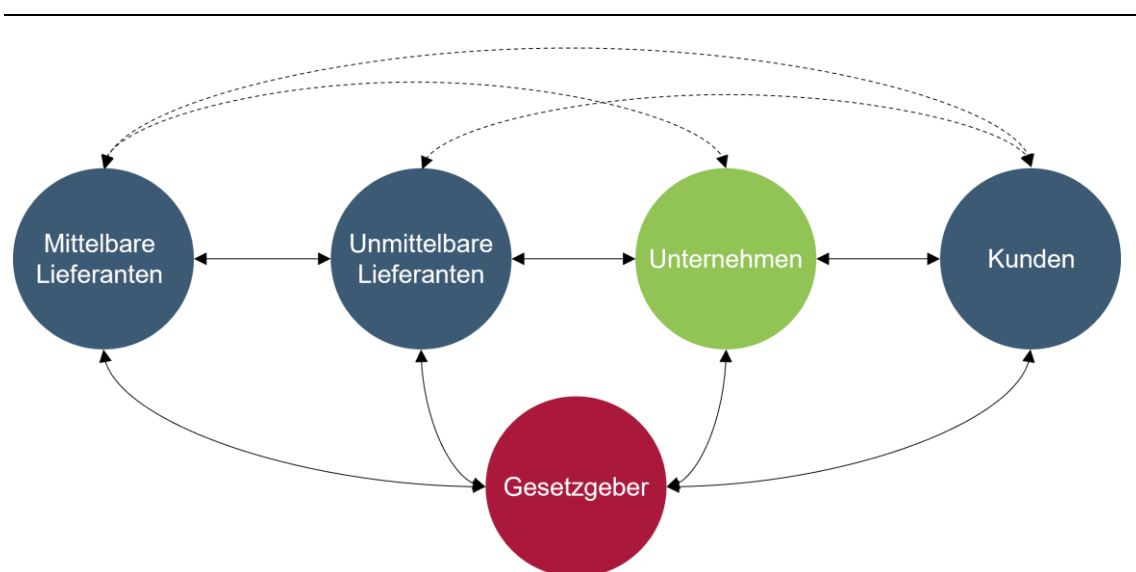 Mittelbare
Lieferanten
Unmittelbare
Lieferanten
Unternehmen
Kunden
Gesetzgeber